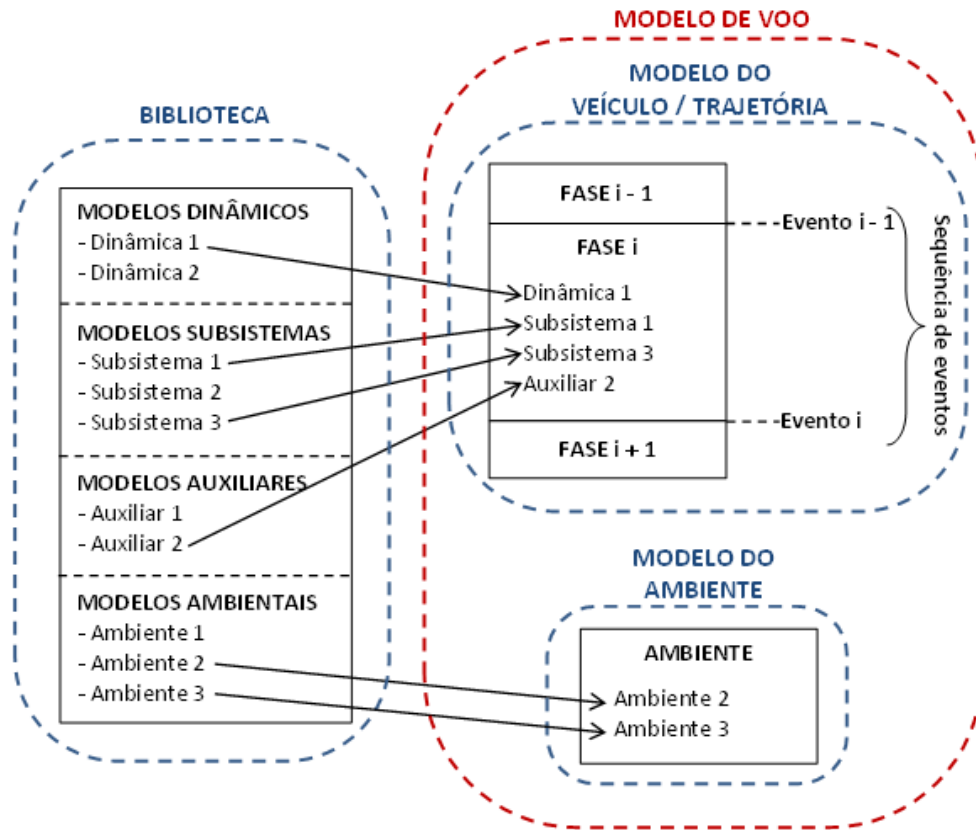 BIBLIOTECA
MODELOS DINÂMICOS
- Dinâmica 1
- Dinâmica 2
MODELOS SUBSISTEMAS
- Subsistema 1
- Subsistema 2
- Subsistema 3
MODELOS AUXILIARES
- Auxiliar 1
- Auxiliar 2
MODELOS AMBIENTAIS
- Ambiente 1
- Ambiente 2
- Ambiente 3
MODELO DE VOO
MODELO DO
VEÍCULO / TRAJETÓRIA
FASE i - 1
Evento i - 1
FASE i
Dinâmica 1
Subsistema 1
Subsistema 3
Auxiliar 2
Evento i
FASE i + 1
Sequência de eventos
MODELO DO
AMBIENTE
AMBIENTE
Ambiente 2
Ambiente 3